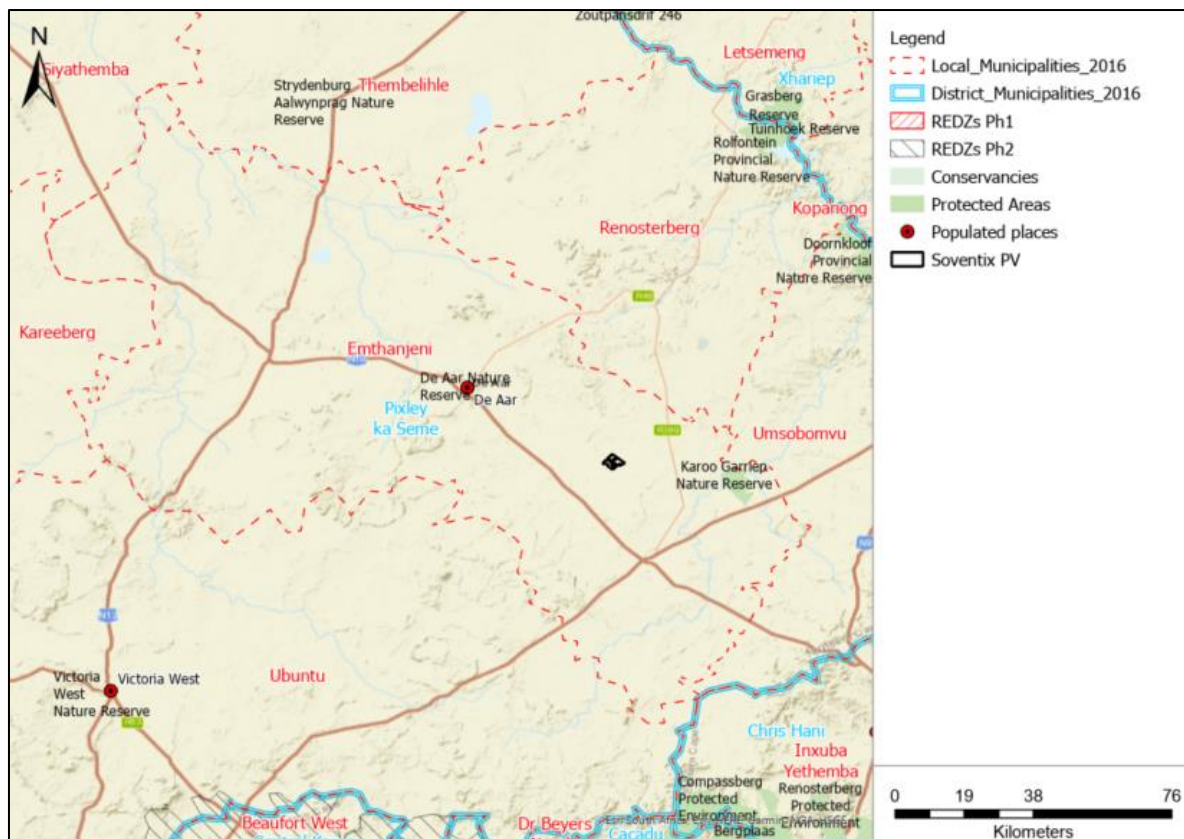 Zoutpansdrif 246
N
Siyathemba
Letsemeng
Xhariep
Strydenburg
Aalwynprag Nature
Reserve
Thembelihle
Grasberg
Reserve
Tuinhoek Reserve
Rolfontein
Provincial
Nature Reserve
Renosterberg
Kopanong
Doornkloof
Provincial
Nature Reserve
Kareeberg
Emthanjeni
De Aar Nature
Reserve
De Aar
De Aar
Pixley
ka Seme
Umsobomvu
Karoo Garriep
Nature Reserve
Victoria
West
Nature Reserve
Victoria West
Ubuntu
Chris Hani
Inxuba
Yethemba
Compassberg
Protected
Environment
Renosterberg
Protected
Environment
Beaufort West
Dr Beyers
Cacadu
Bergplaas
Legend
Local_Municipalities_2016
District_Municipalities_2016
REDZs Ph1
REDZs Ph2
Conservancies
Protected Areas
Populated places
Soventix PV
0 19 38 76
Kilometers